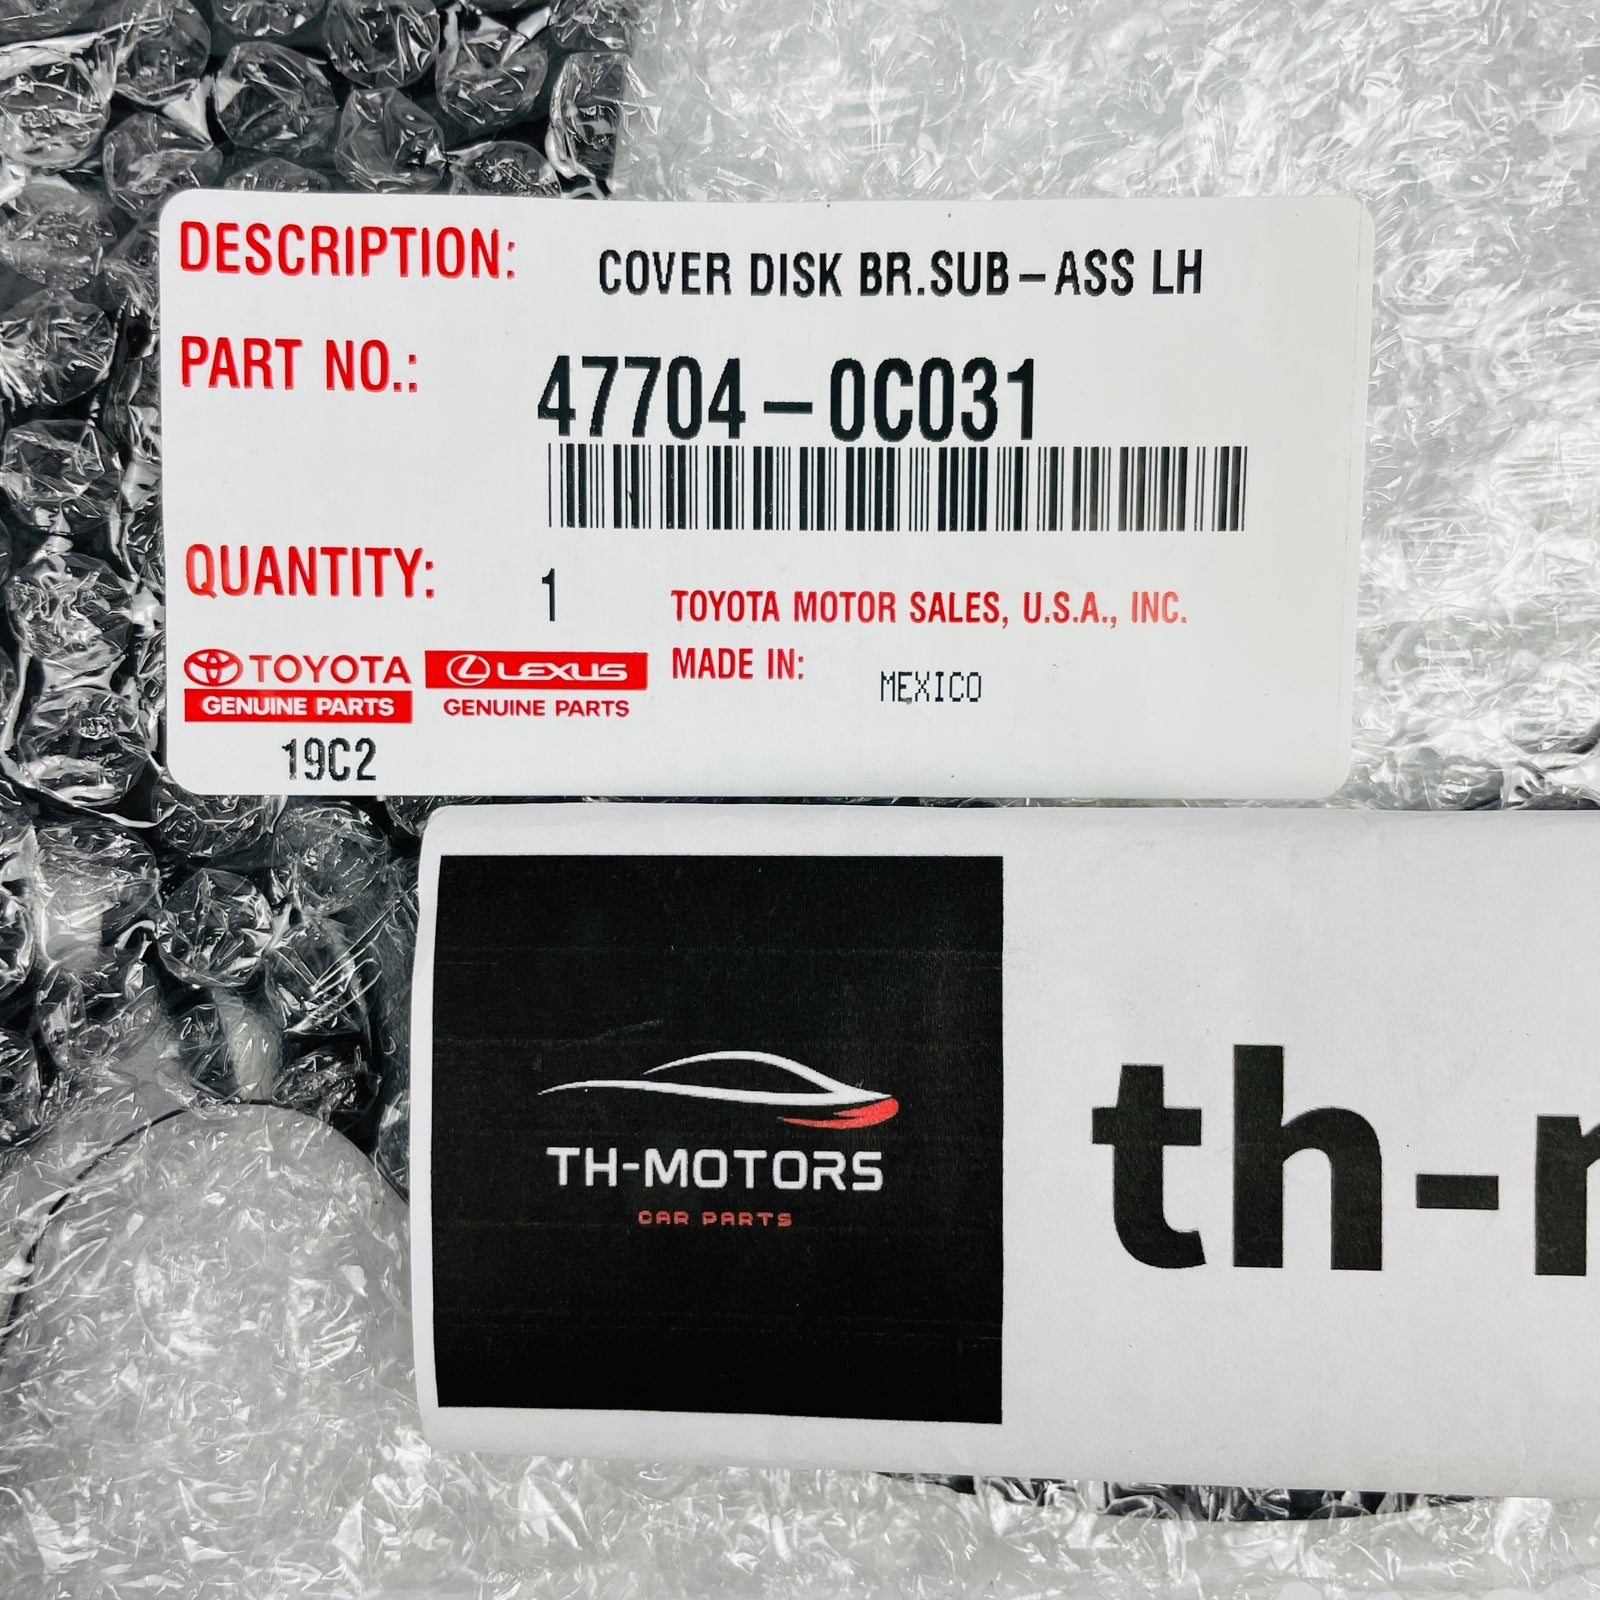 DESCRIPTION: COVER DISK BR.SUB-ASS LH
PART NO.: 47704-0C031
QUANTITY: 1
TOYOTA MOTOR SALES, U.S.A., INC.
TOYOTA
GENUINE PARTS
LEXUS
GENUINE PARTS
MADE IN: MEXICO
19C2
TH-MOTORS
CAR PARTS
th-